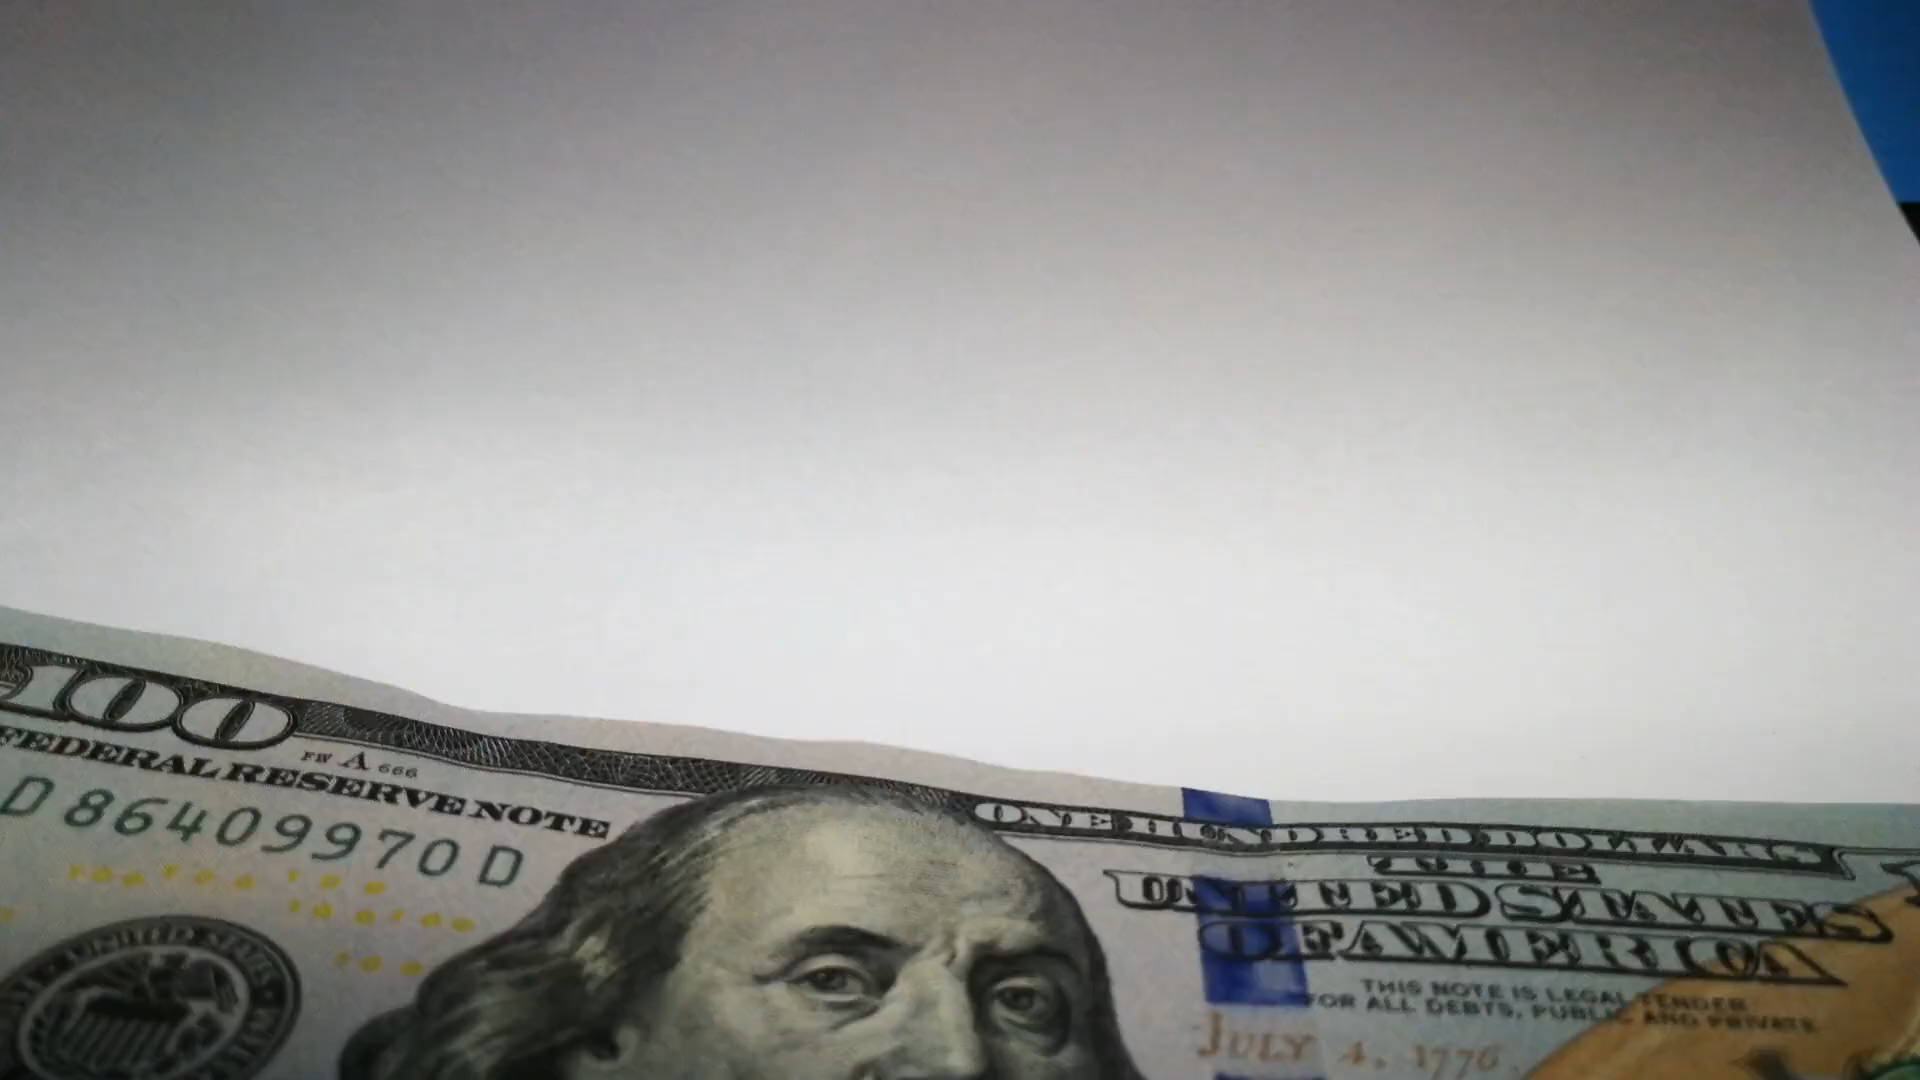 100
FW A 666
FEDERAL RESERVE NOTE
D 86409970 D
ONE HUNDRED DOLLARS
THE
UNITED STATES
OF AMERICA
THIS NOTE IS LEGAL TENDER
FOR ALL DEBTS, PUBLIC AND PRIVATE
JULY 4, 1776